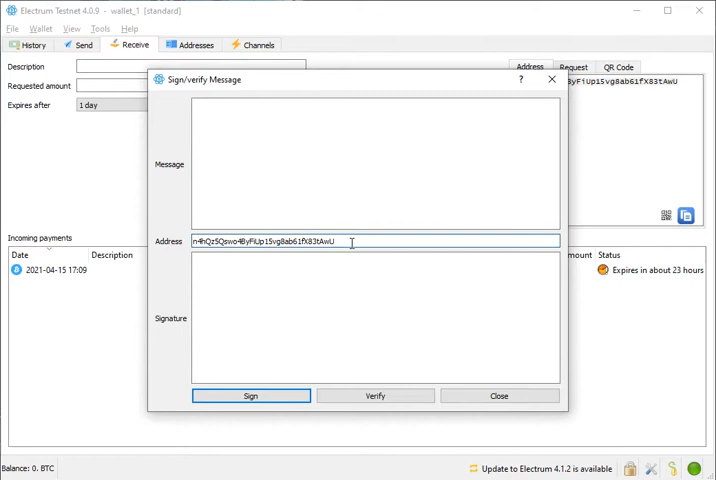 Electrum Testnet 4.0.9 - wallet_1 [standard]
File Wallet View Tools Help
History Send Receive Addresses Channels
Description
Requested amount
Expires after 1 day
Address Request QR Code
ByFiUp15vg8ab61fX83tAwU
Sign/verify Message ?
Message
Address n4hQz5Qswo4ByFiUp15vg8ab61fX83tAwU
Signature
Sign Verify Close
Incoming payments
Date Description mount Status
2021-04-15 17:09 Expires in about 23 hours
Balance: 0. BTC Update to Electrum 4.1.2 is available